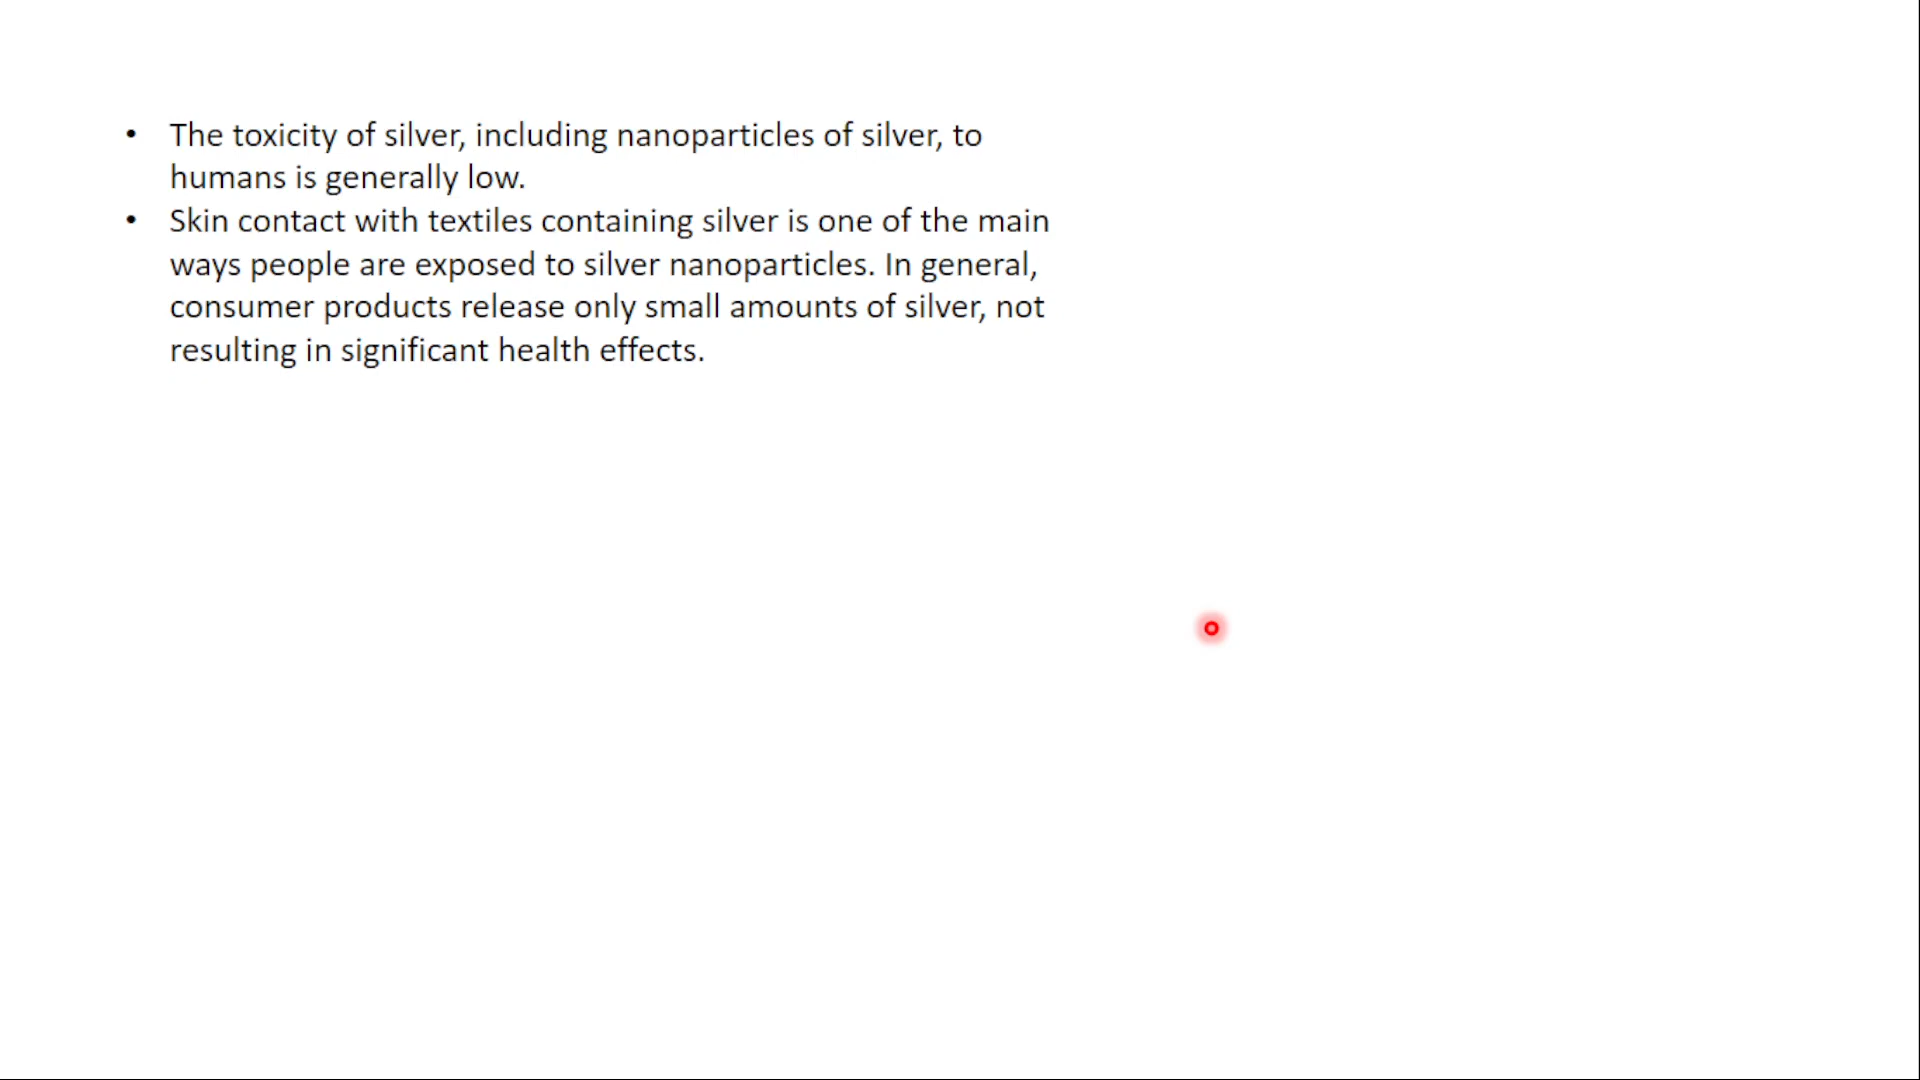 • The toxicity of silver, including nanoparticles of silver, to
humans is generally low.
• Skin contact with textiles containing silver is one of the main
ways people are exposed to silver nanoparticles. In general,
consumer products release only small amounts of silver, not
resulting in significant health effects.